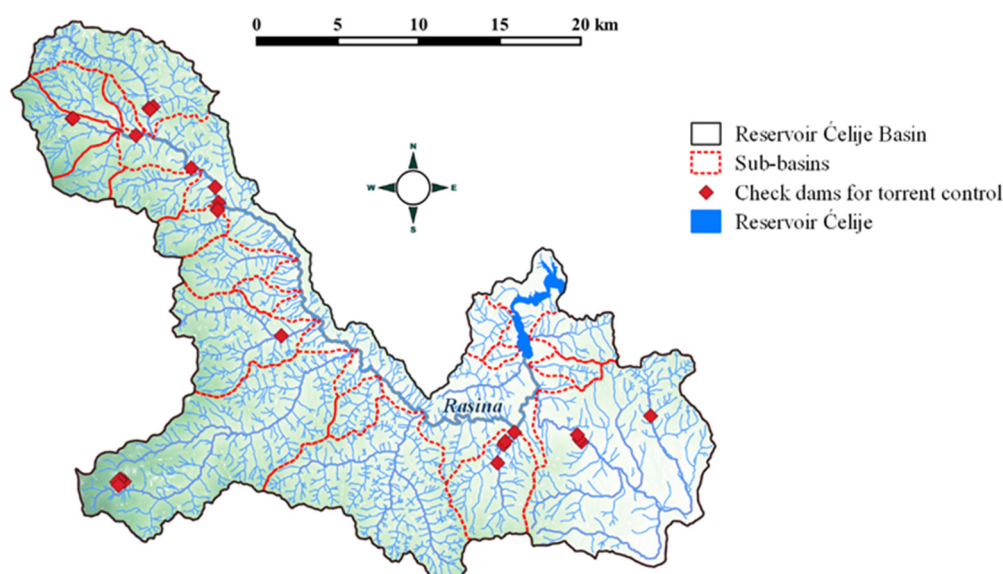 0 5 10 15 20 km
N
W E
S
Reservoir Ćelije Basin
Sub-basins
Check dams for torrent control
Reservoir Ćelije
Rasina